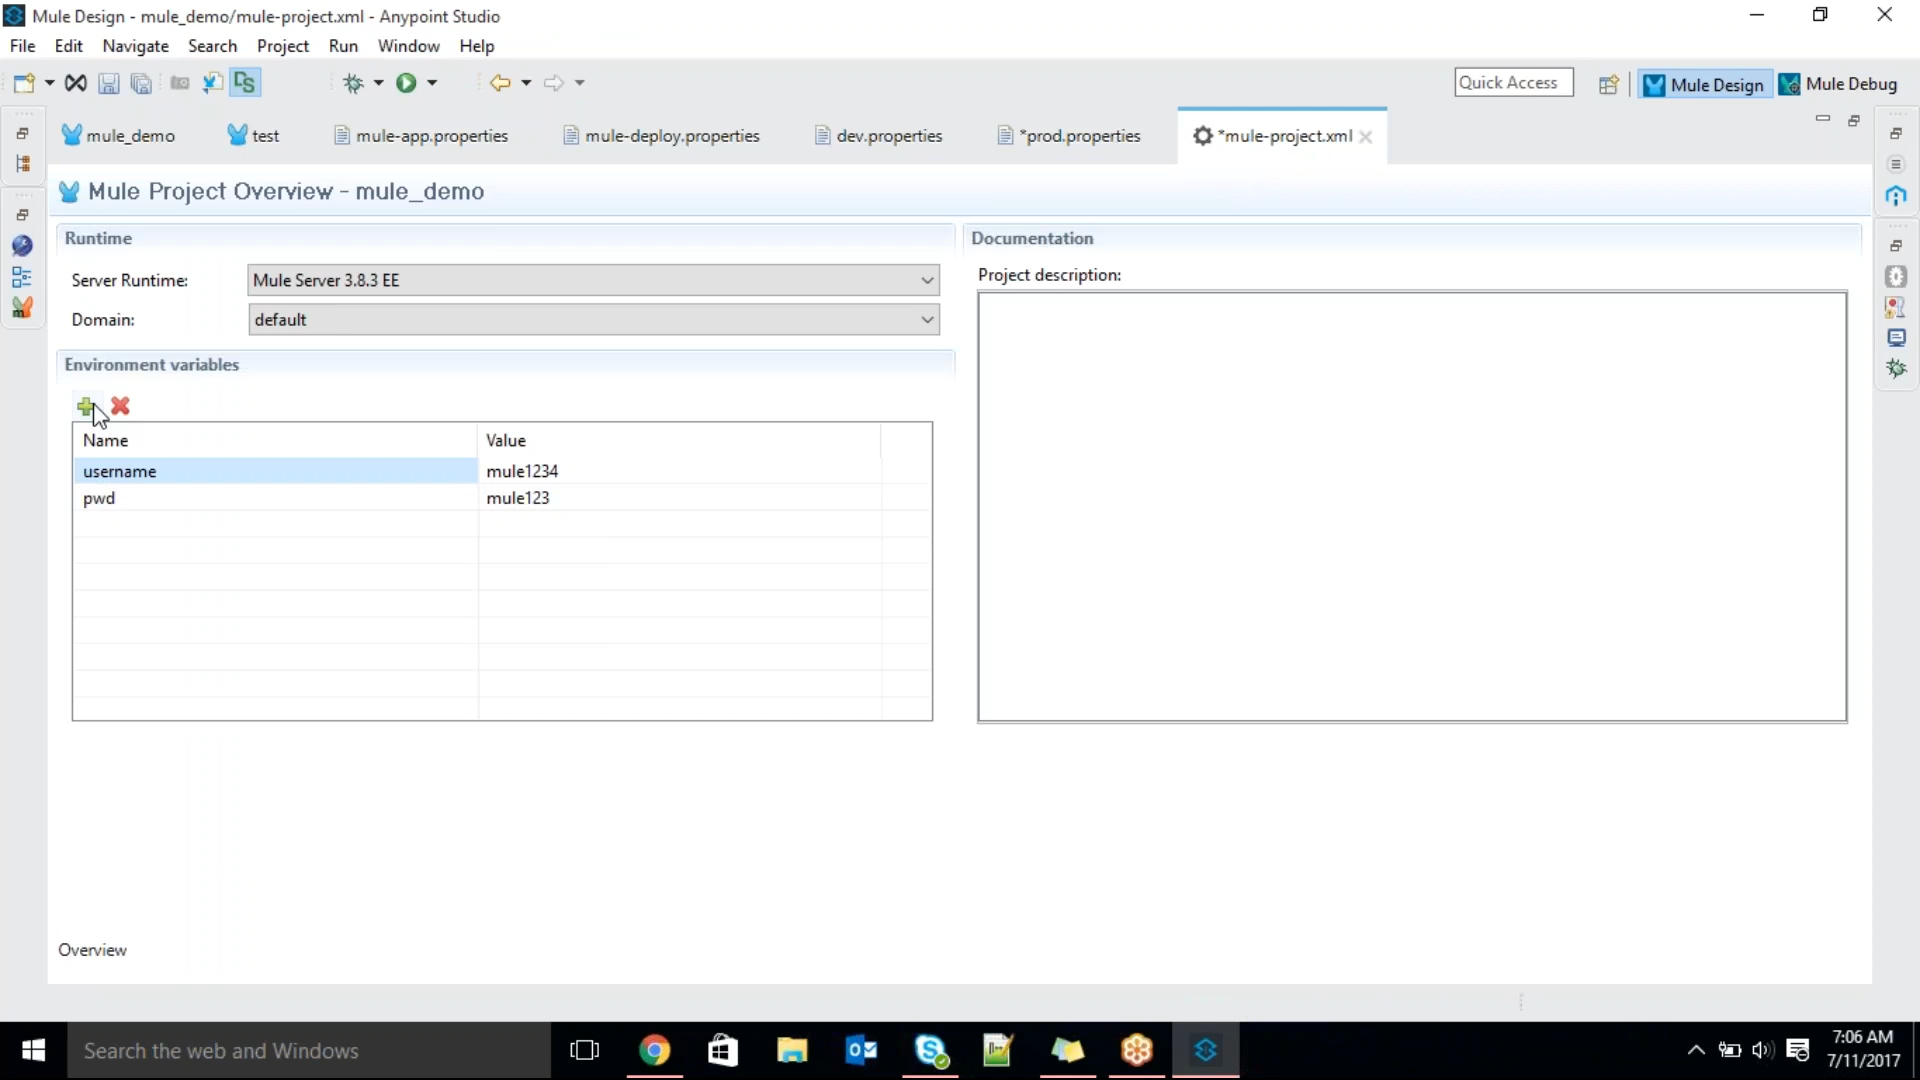 Mule Design - mule_demo/mule-project.xml - Anypoint Studio
File Edit Navigate Search Project Run Window Help
Quick Access Mule Design Mule Debug
mule_demo test mule-app.properties mule-deploy.properties dev.properties *prod.properties *mule-project.xml
Mule Project Overview - mule_demo
Runtime Documentation
Server Runtime: Mule Server 3.8.3 EE Project description:
Domain: default
Environment variables
Name Value
username mule1234
pwd mule123
Overview
Search the web and Windows
7:06 AM
7/11/2017